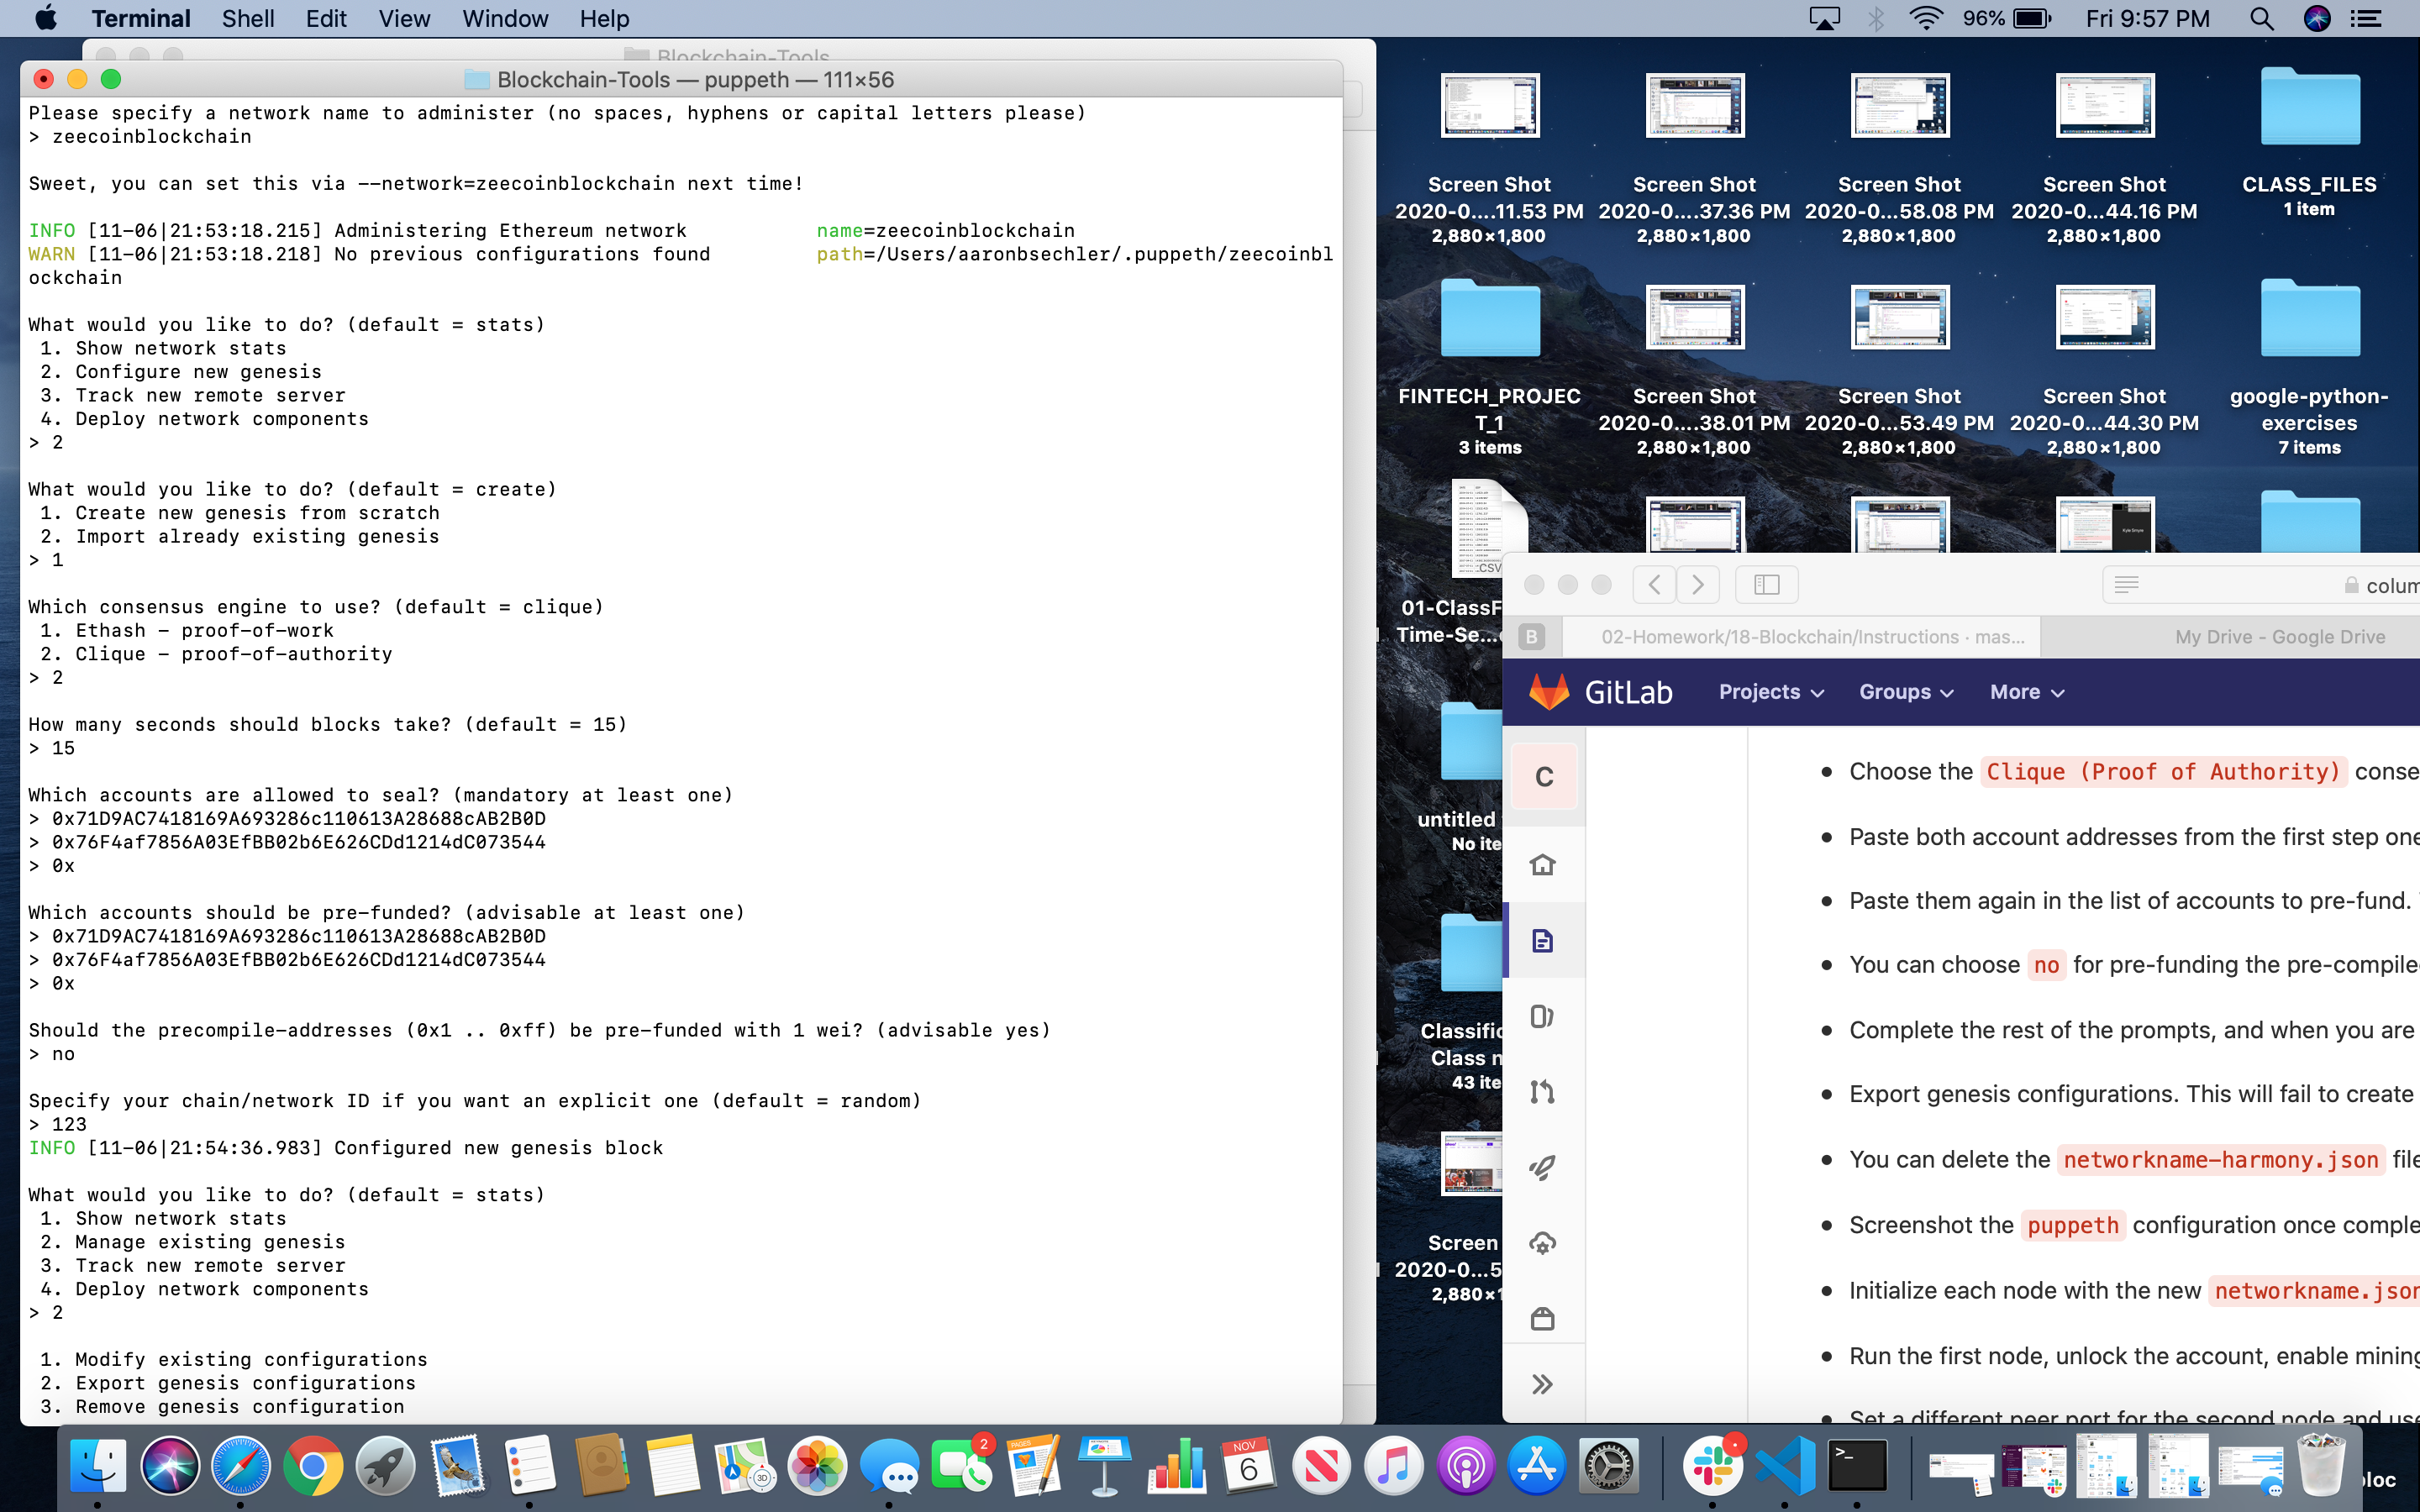 Terminal Shell Edit View Window Help
96% Fri 9:57 PM
Blockchain-Tools
Blockchain-Tools — puppeth — 111×56
Please specify a network name to administer (no spaces, hyphens or capital letters please)
> zeecoinblockchain
Sweet, you can set this via --network=zeecoinblockchain next time!
INFO [11-06|21:53:18.215] Administering Ethereum network name=zeecoinblockchain
WARN [11-06|21:53:18.218] No previous configurations found path=/Users/aaronbsechler/.puppeth/zeecoinbl
ockchain
What would you like to do? (default = stats)
1. Show network stats
2. Configure new genesis
3. Track new remote server
4. Deploy network components
> 2
What would you like to do? (default = create)
1. Create new genesis from scratch
2. Import already existing genesis
> 1
Which consensus engine to use? (default = clique)
1. Ethash - proof-of-work
2. Clique - proof-of-authority
> 2
How many seconds should blocks take? (default = 15)
> 15
Which accounts are allowed to seal? (mandatory at least one)
> 0x71D9AC7418169A693286c110613A28688cAB2B0D
> 0x76F4af7856A03EfBB02b6E626CDd1214dC073544
> 0x
Which accounts should be pre-funded? (advisable at least one)
> 0x71D9AC7418169A693286c110613A28688cAB2B0D
> 0x76F4af7856A03EfBB02b6E626CDd1214dC073544
> 0x
Should the precompile-addresses (0x1 .. 0xff) be pre-funded with 1 wei? (advisable yes)
> no
Specify your chain/network ID if you want an explicit one (default = random)
> 123
INFO [11-06|21:54:36.983] Configured new genesis block
What would you like to do? (default = stats)
1. Show network stats
2. Manage existing genesis
3. Track new remote server
4. Deploy network components
> 2
1. Modify existing configurations
2. Export genesis configurations
3. Remove genesis configuration
Screen Shot Screen Shot Screen Shot Screen Shot CLASS_FILES
2020-0....11.53 PM 2020-0....37.36 PM 2020-0...58.08 PM 2020-0...44.16 PM 1 item
2,880×1,800 2,880×1,800 2,880×1,800 2,880×1,800
FINTECH_PROJEC Screen Shot Screen Shot Screen Shot google-python-
T_1 2020-0....38.01 PM 2020-0...53.49 PM 2020-0...44.30 PM exercises
3 items 2,880×1,800 2,880×1,800 2,880×1,800 7 items
CSV
01-ClassF
Time-Se...
untitled
No ite
Classific
Class n
43 ite
Screen
2020-0...5
2,880×1
colum
B 02-Homework/18-Blockchain/Instructions · mas... My Drive - Google Drive
GitLab Projects Groups More
C
Choose the Clique (Proof of Authority) conse
Paste both account addresses from the first step one
Paste them again in the list of accounts to pre-fund.
You can choose no for pre-funding the pre-compile
Complete the rest of the prompts, and when you are
Export genesis configurations. This will fail to create
You can delete the networkname-harmony.json file
Screenshot the puppeth configuration once comple
Initialize each node with the new networkname.json
Run the first node, unlock the account, enable mining
Set a different peer port for the second node and use
2
PAGES
NOV
6
3D
>_
bloc